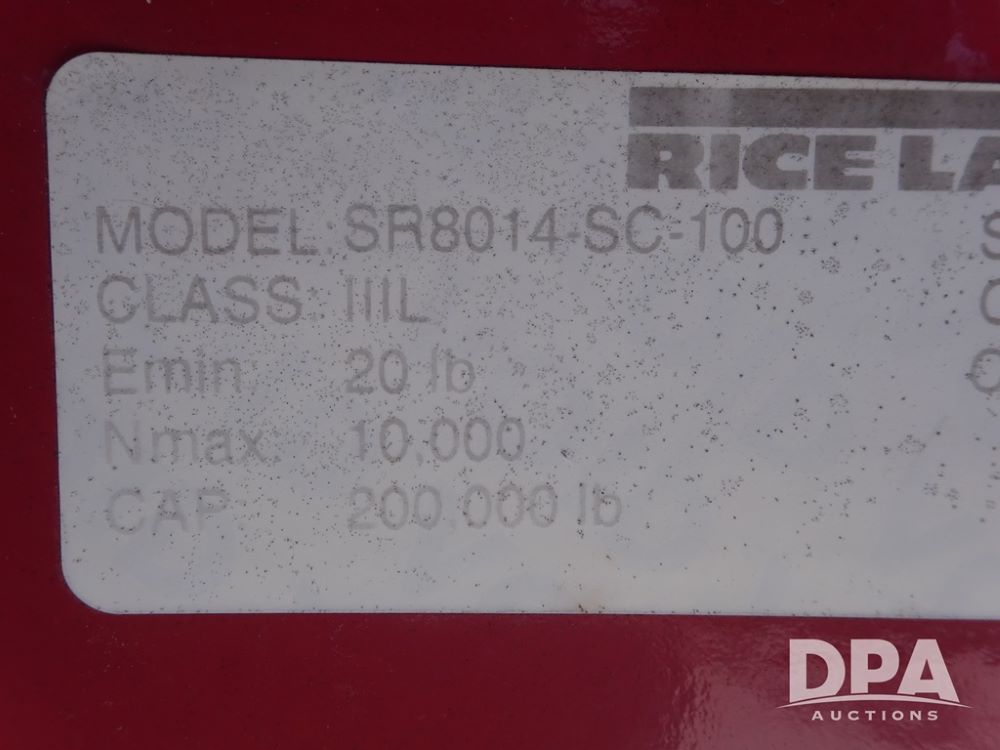 RICE LA
MODEL: SR8014-SC-100
CLASS: IIIL
Emin: 20 lb
Nmax: 10,000
CAP: 200,000 lb
DPA
AUCTIONS